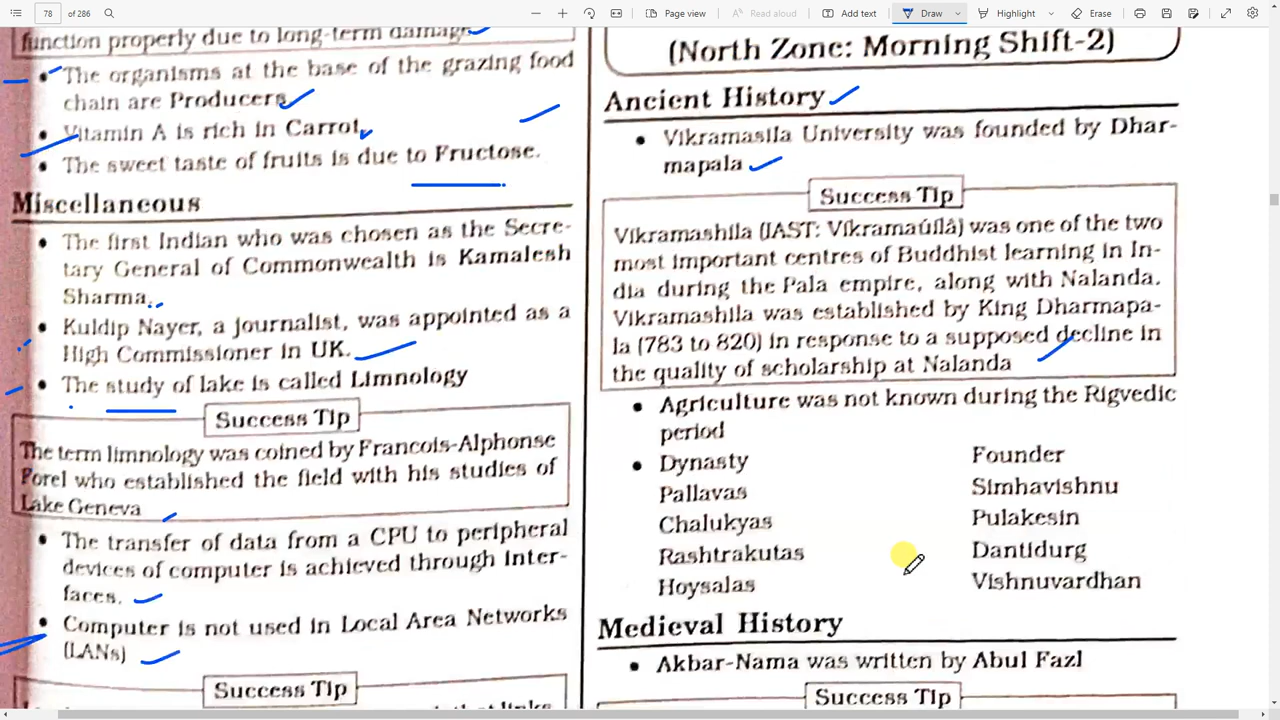 78 of 286
Page view
Read aloud
Add text
Draw
Highlight
Erase
function properly due to long-term damage
The organisms at the base of the grazing food
chain are Producers
Vitamin A is rich in Carrot
The sweet taste of fruits is due to Fructose.
Miscellaneous
The first Indian who was chosen as the Secre-
tary General of Commonwealth is Kamalesh
Sharma.
Kuldip Nayer, a journalist, was appointed as a
High Commissioner in UK.
The study of lake is called Limnology
Success Tip
The term limnology was coined by Francois-Alphonse
Forel who established the field with his studies of
Lake Geneva
The transfer of data from a CPU to peripheral
devices of computer is achieved through Inter-
faces.
Computer is not used in Local Area Networks
(LANs)
Success Tip
that links
(North Zone: Morning Shift-2)
Ancient History
Vikramasila University was founded by Dhar-
mapala
Success Tip
Vikramashila (IAST: Vikramaúilà) was one of the two
most important centres of Buddhist learning in In-
dia during the Pala empire, along with Nalanda.
Vikramashila was established by King Dharmapa-
la (783 to 820) in response to a supposed decline in
the quality of scholarship at Nalanda
Agriculture was not known during the Rigvedic
period
Dynasty Founder
Pallavas Simhavishnu
Chalukyas Pulakesin
Rashtrakutas Dantidurg
Hoysalas Vishnuvardhan
Medieval History
Akbar-Nama was written by Abul Fazl
Success Tip